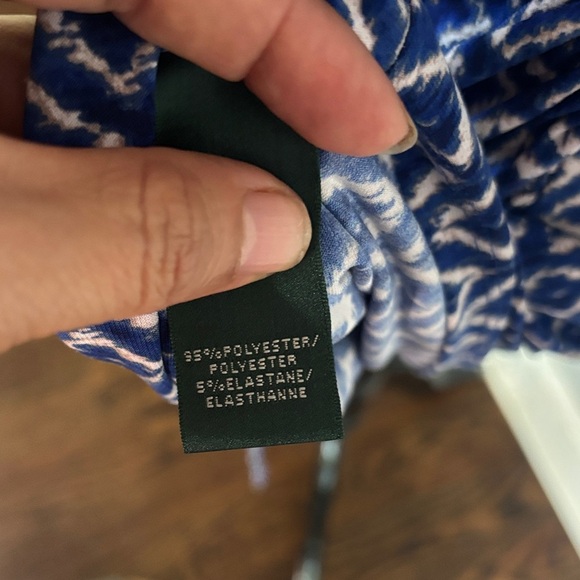 95%POLYESTER/
POLYESTER
5%ELASTANE/
ELASTHANNE